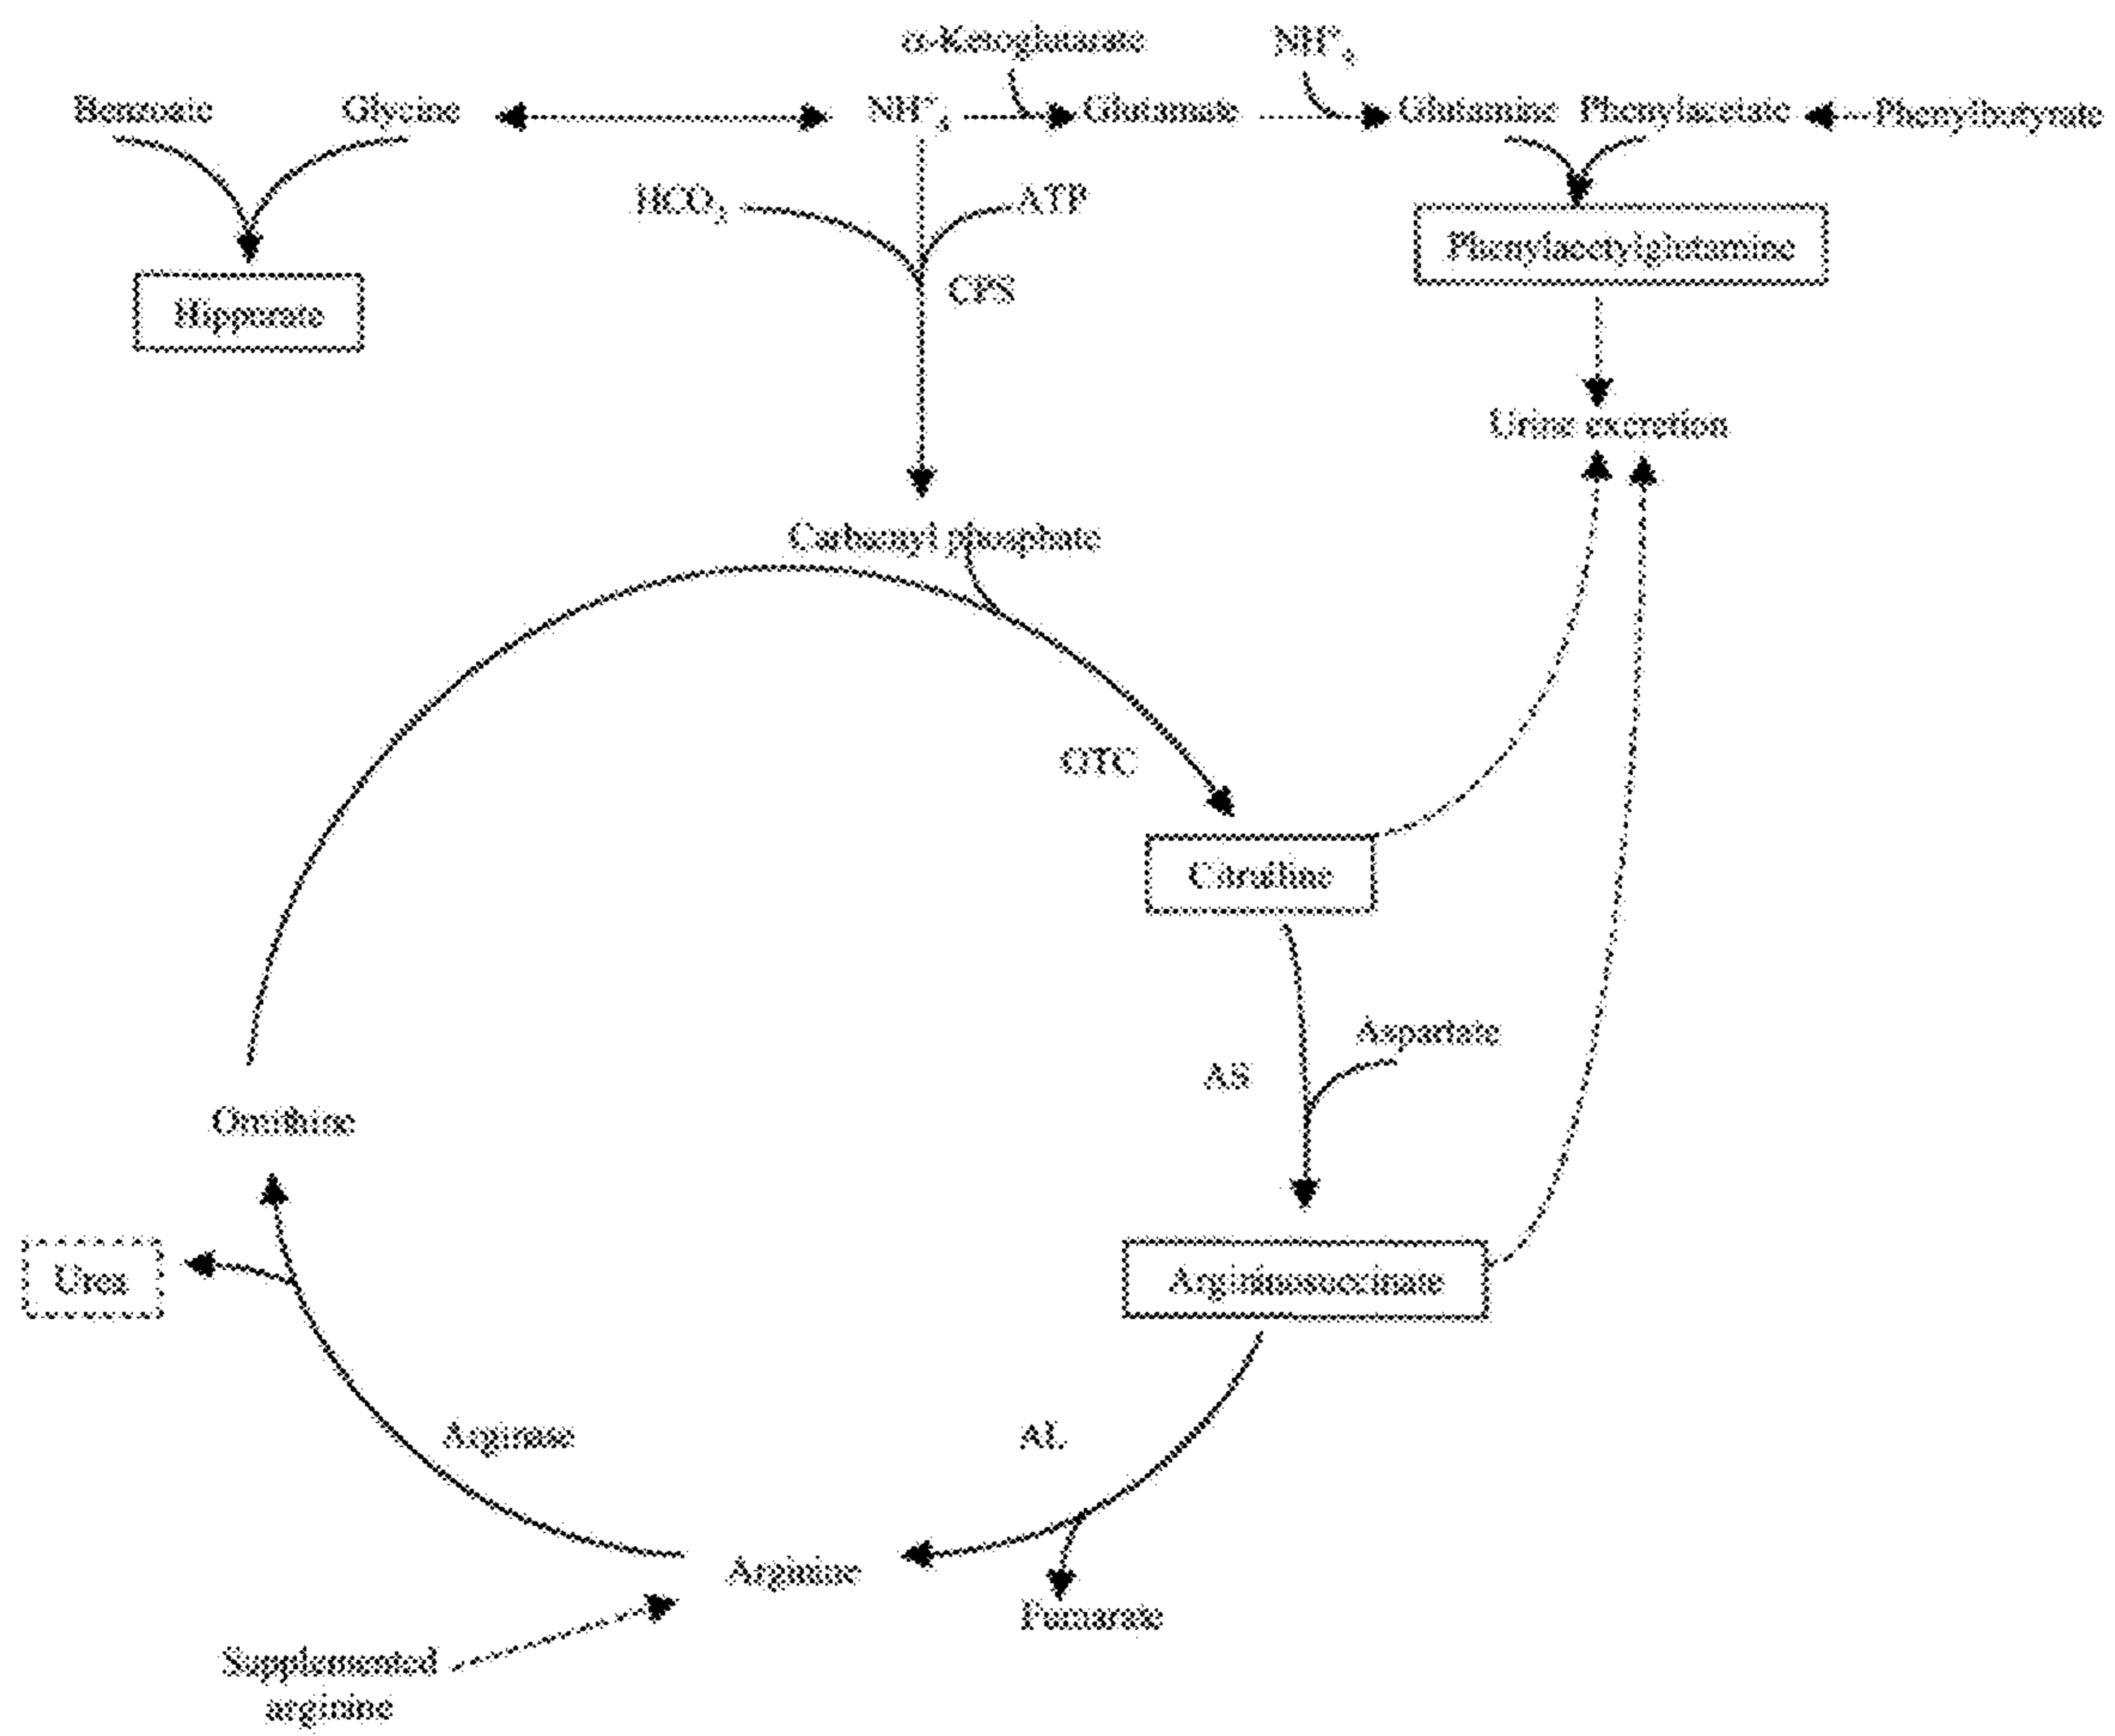 α-Ketoglutarate
NH⁺₄
Benzoate
Glycine
NH⁺₄
Glutamate
Glutamine
Phenylacetate
Phenylbutyrate
HCO₃
ATP
Phenylacetylglutamine
CPS
Hippurate
Urine excretion
Carbamyl phosphate
OTC
Citrulline
Aspartate
AS
Ornithine
Urea
Argininosuccinate
Arginase
AL
Arginine
Fumarate
Supplemented
arginine